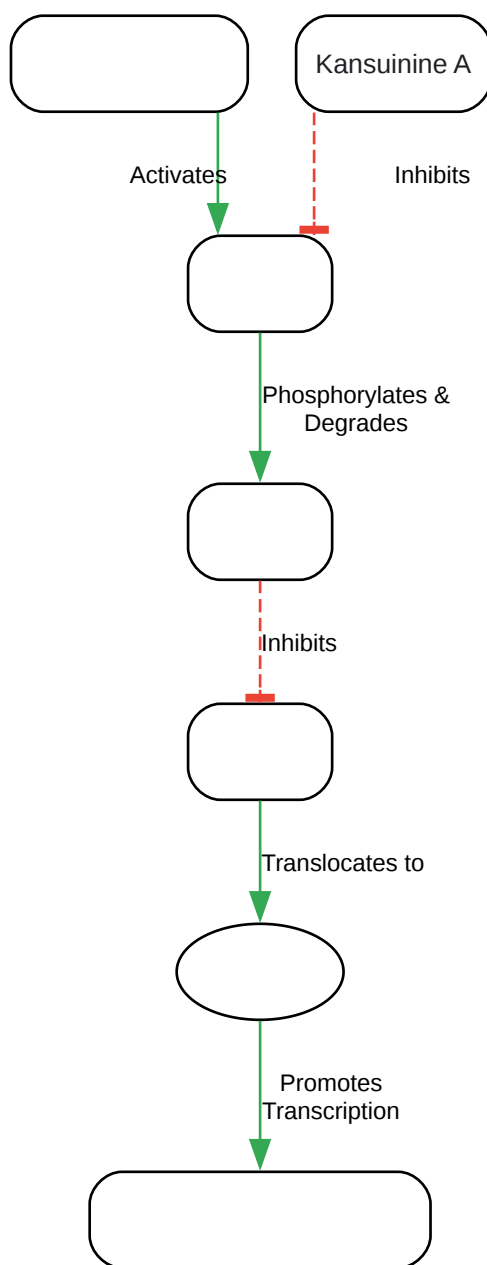 Kansuinine A
Activates
Inhibits
Phosphorylates &
Degrades
Inhibits
Translocates to
Promotes
Transcription